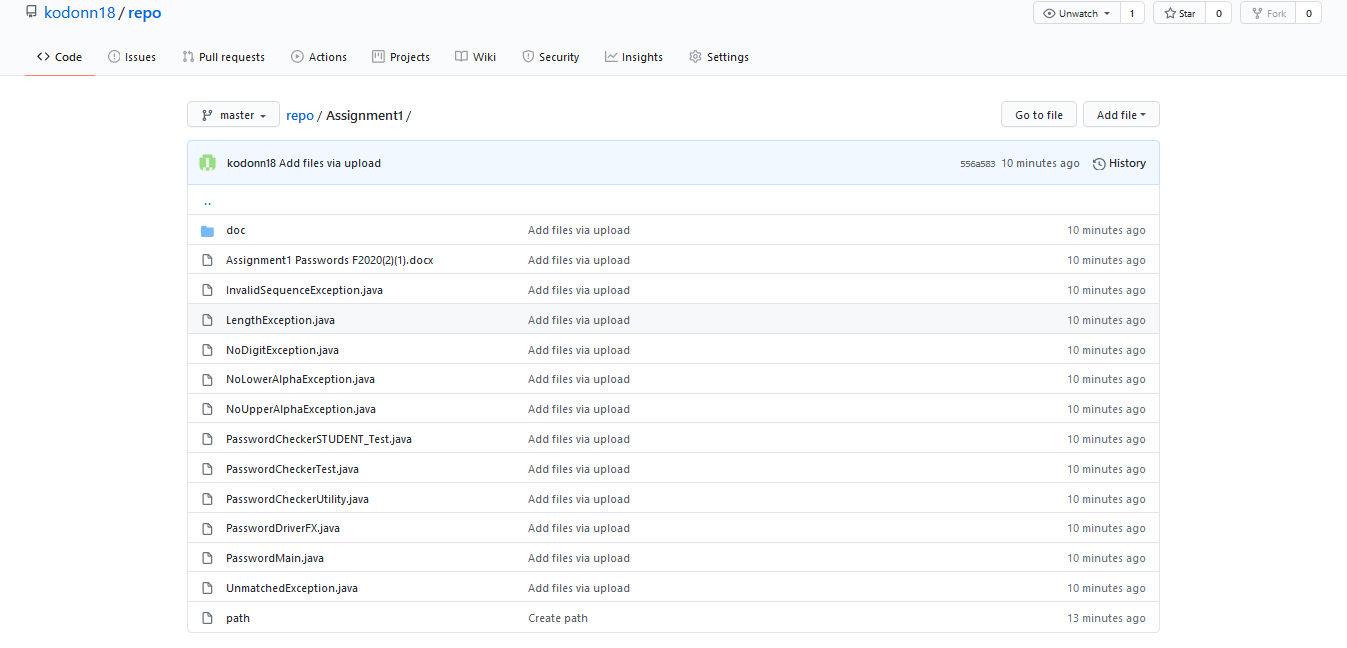 kodonn18 / repo Unwatch 1 Star 0 Fork 0
Code Issues Pull requests Actions Projects Wiki Security Insights Settings
master repo / Assignment1 / Go to file Add file
kodonn18 Add files via upload 556a583 10 minutes ago History
..
doc Add files via upload 10 minutes ago
Assignment1 Passwords F2020(2)(1).docx Add files via upload 10 minutes ago
InvalidSequenceException.java Add files via upload 10 minutes ago
LengthException.java Add files via upload 10 minutes ago
NoDigitException.java Add files via upload 10 minutes ago
NoLowerAlphaException.java Add files via upload 10 minutes ago
NoUpperAlphaException.java Add files via upload 10 minutes ago
PasswordCheckerSTUDENT_Test.java Add files via upload 10 minutes ago
PasswordCheckerTest.java Add files via upload 10 minutes ago
PasswordCheckerUtility.java Add files via upload 10 minutes ago
PasswordDriverFX.java Add files via upload 10 minutes ago
PasswordMain.java Add files via upload 10 minutes ago
UnmatchedException.java Add files via upload 10 minutes ago
path Create path 13 minutes ago